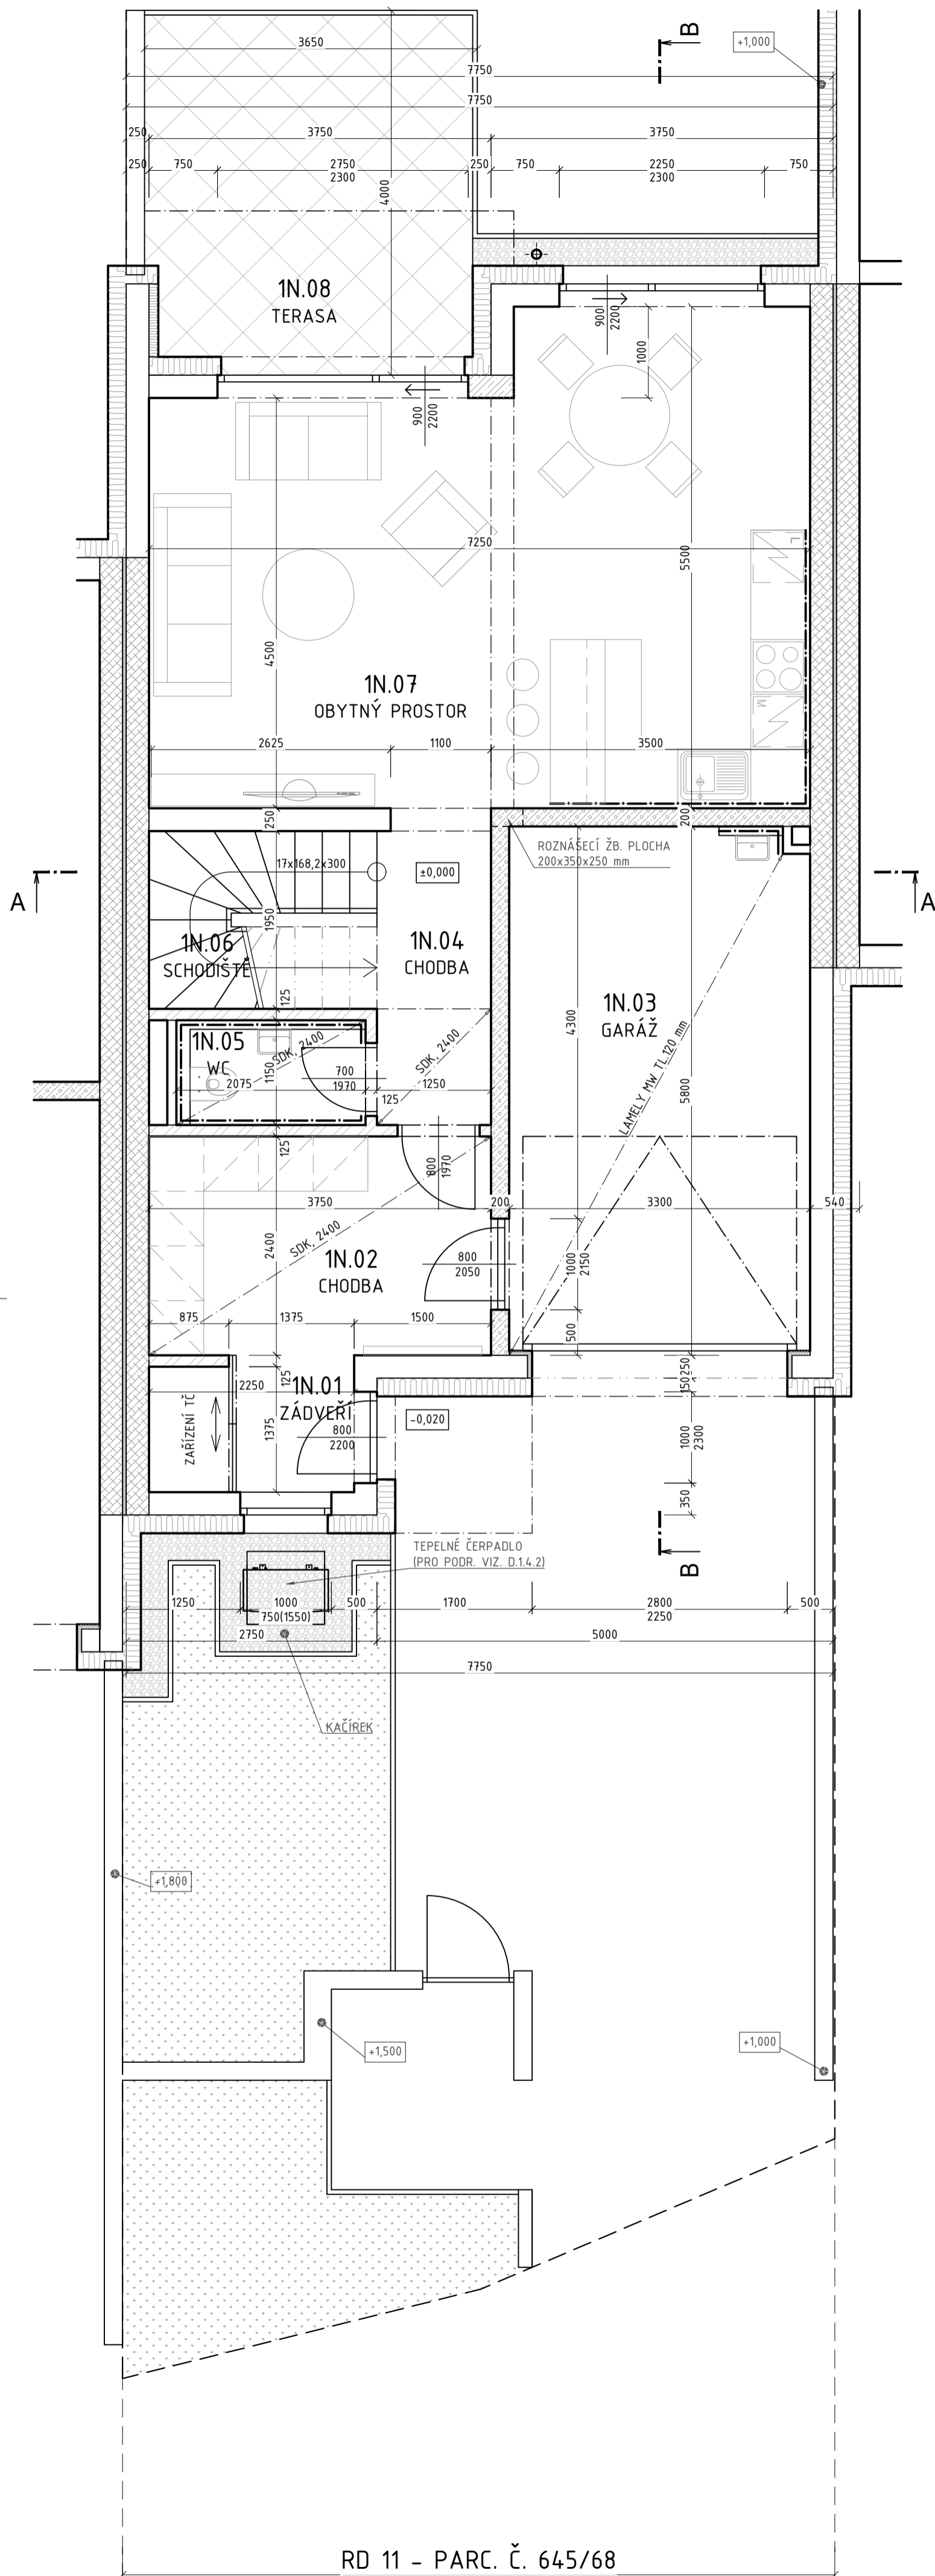 3650
B
+1,000
7750
7750
250
3750
3750
250
750
2750
2300
250
750
2250
2300
750
4000
1N.08
TERASA
900
2200
1000
900
2200
7250
5500
L
4500
1N.07
OBYTNÝ PROSTOR
M
2625
1100
3500
250
200
ROZNÁŠECÍ ŽB. PLOCHA
200x350x250 mm
17x168,2x300
±0,000
A
A
1950
1N.06
SCHODIŠTĚ
1N.04
CHODBA
125
1N.03
GARÁŽ
4300
1N.05
WC
SDK, 2400
SDK, 2400
1150
700
1970
2075
125
1250
LAMELY MW TL.120 mm
5800
125
800
1970
3750
200
3300
540
SDK, 2400
2400
1N.02
CHODBA
800
2050
1000
2150
875
1375
1500
500
125
2250
1N.01
ZÁDVEŘÍ
250
150
-0,020
ZAŘÍZENÍ TČ
1375
800
2200
1000
2300
350
TEPELNÉ ČERPADLO
(PRO PODR. VIZ. D.1.4.2)
B
1250
1000
750(1550)
500
1700
2800
2250
500
2750
5000
7750
KAČÍREK
+1,800
+1,500
+1,000
RD 11 - PARC. Č. 645/68